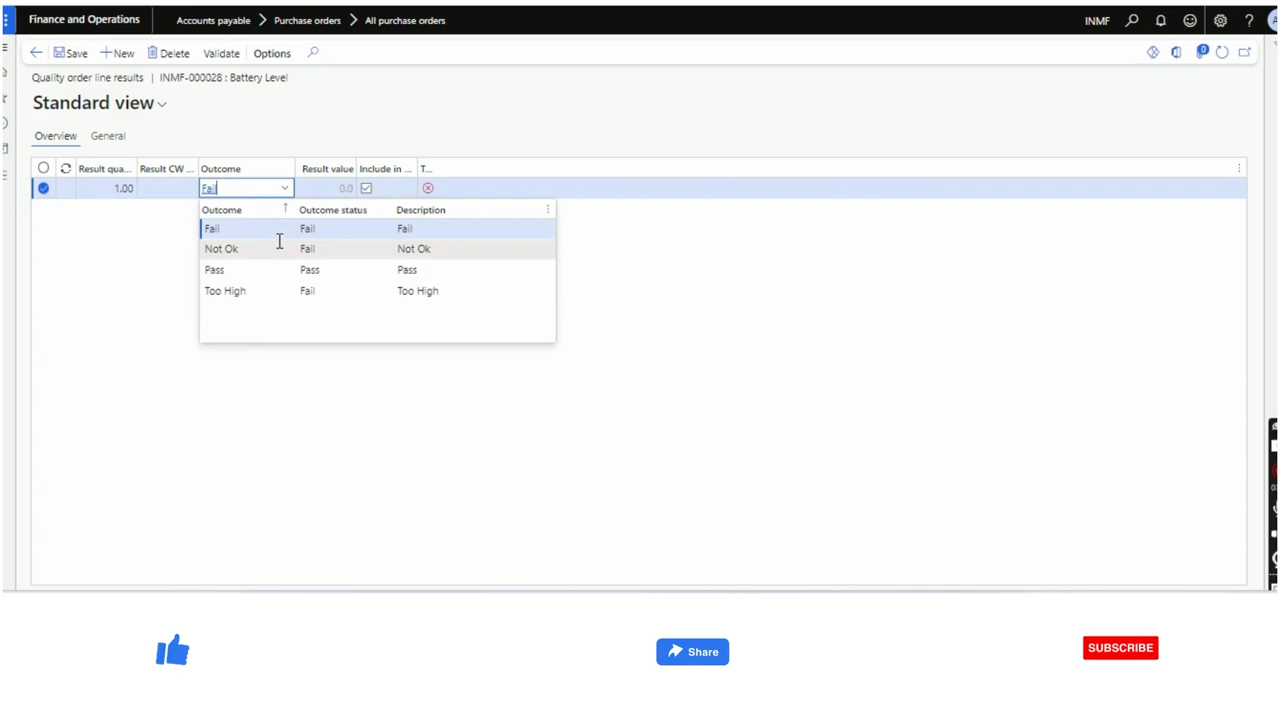 Finance and Operations
Accounts payable > Purchase orders > All purchase orders
INMF
Save + New Delete Validate Options
Quality order line results | INMF-000028 : Battery Level
Standard view
Overview General
Result qua... Result CW ... Outcome Result value Include in ... T...
1.00 Fail 0.0
Outcome Outcome status Description
Fail Fail Fail
Not Ok Fail Not Ok
Pass Pass Pass
Too High Fail Too High
Share
SUBSCRIBE